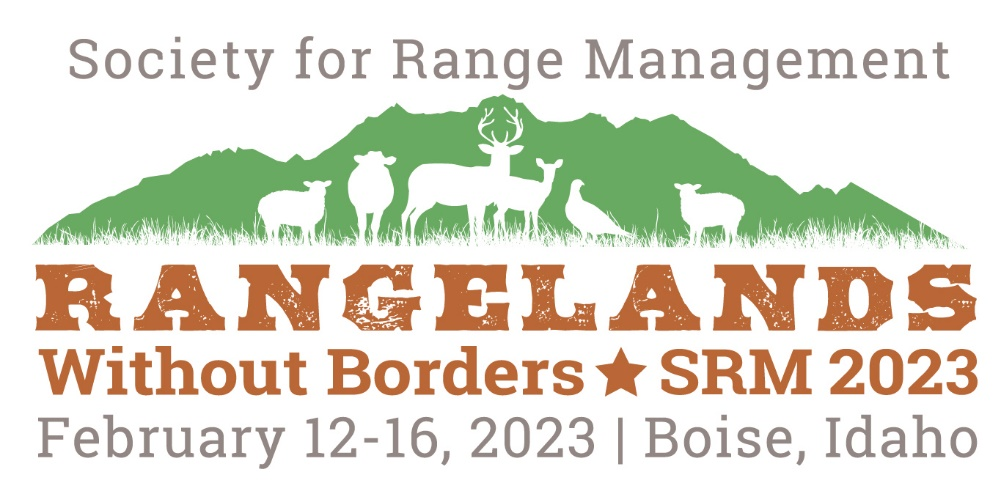 Society for Range Management
RANGELANDS
Without Borders ★ SRM 2023
February 12-16, 2023 | Boise, Idaho